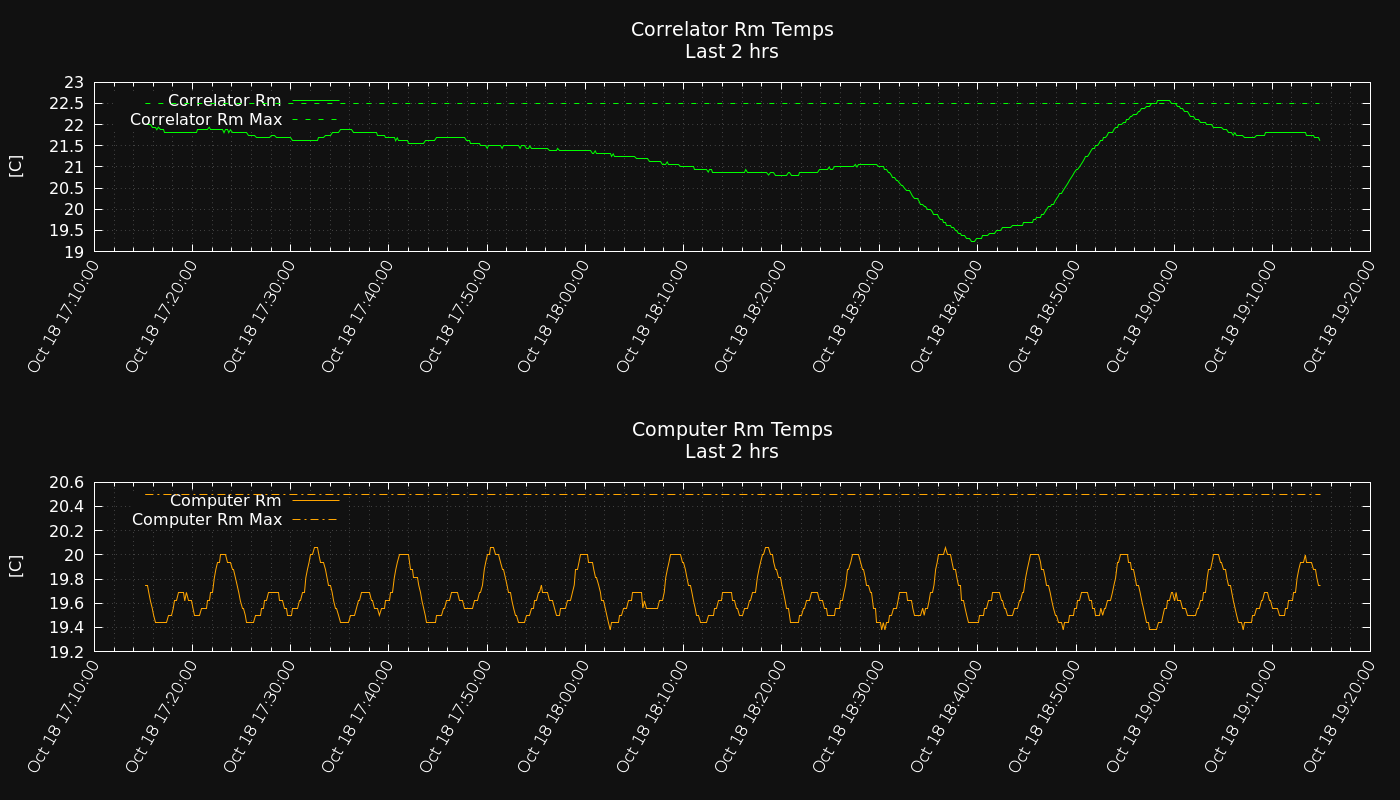 Correlator Rm Temps
Last 2 hrs
23
22.5
22
21.5
21
20.5
20
19.5
19
[C]
Correlator Rm
Correlator Rm Max
Oct 18 17:10:00
Oct 18 17:20:00
Oct 18 17:30:00
Oct 18 17:40:00
Oct 18 17:50:00
Oct 18 18:00:00
Oct 18 18:10:00
Oct 18 18:20:00
Oct 18 18:30:00
Oct 18 18:40:00
Oct 18 18:50:00
Oct 18 19:00:00
Oct 18 19:10:00
Oct 18 19:20:00
Computer Rm Temps
Last 2 hrs
20.6
20.4
20.2
20
19.8
19.6
19.4
19.2
[C]
Computer Rm
Computer Rm Max
Oct 18 17:10:00
Oct 18 17:20:00
Oct 18 17:30:00
Oct 18 17:40:00
Oct 18 17:50:00
Oct 18 18:00:00
Oct 18 18:10:00
Oct 18 18:20:00
Oct 18 18:30:00
Oct 18 18:40:00
Oct 18 18:50:00
Oct 18 19:00:00
Oct 18 19:10:00
Oct 18 19:20:00